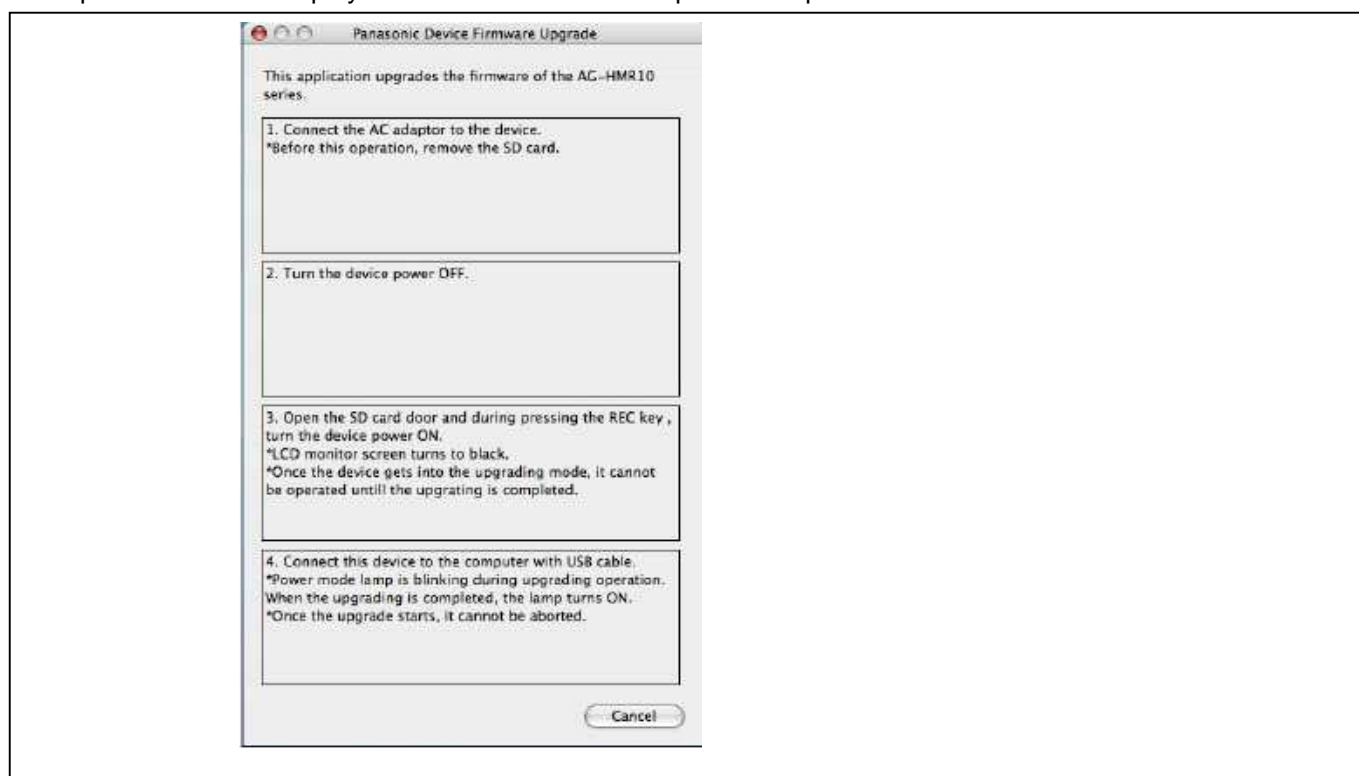 Panasonic Device Firmware Upgrade
This application upgrades the firmware of the AG-HMR10
series.
1. Connect the AC adaptor to the device.
*Before this operation, remove the SD card.
2. Turn the device power OFF.
3. Open the SD card door and during pressing the REC key ,
turn the device power ON.
*LCD monitor screen turns to black.
*Once the device gets into the upgrading mode, it cannot
be operated untill the upgrating is completed.
4. Connect this device to the computer with USB cable.
*Power mode lamp is blinking during upgrading operation.
When the upgrading is completed, the lamp turns ON.
*Once the upgrade starts, it cannot be aborted.
Cancel